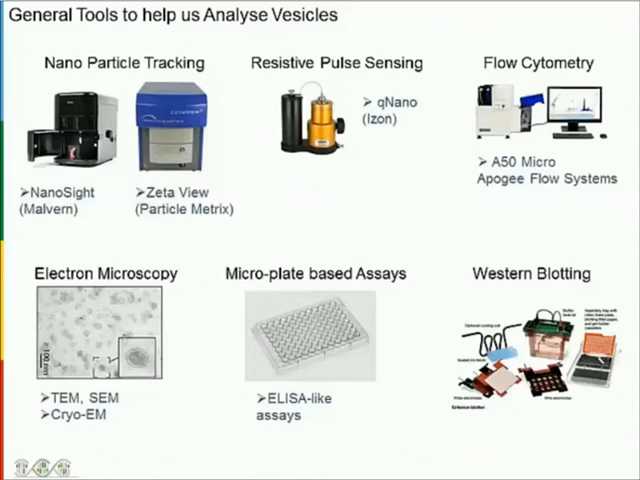 General Tools to help us Analyse Vesicles
Nano Particle Tracking
Resistive Pulse Sensing
Flow Cytometry
➢ qNano
(Izon)
➢NanoSight
(Malvern)
➢Zeta View
(Particle Metrix)
➢ A50 Micro
Apogee Flow Systems
Electron Microscopy
Micro-plate based Assays
Western Blotting
100 nm
➢TEM, SEM
➢Cryo-EM
➢ELISA-like
assays